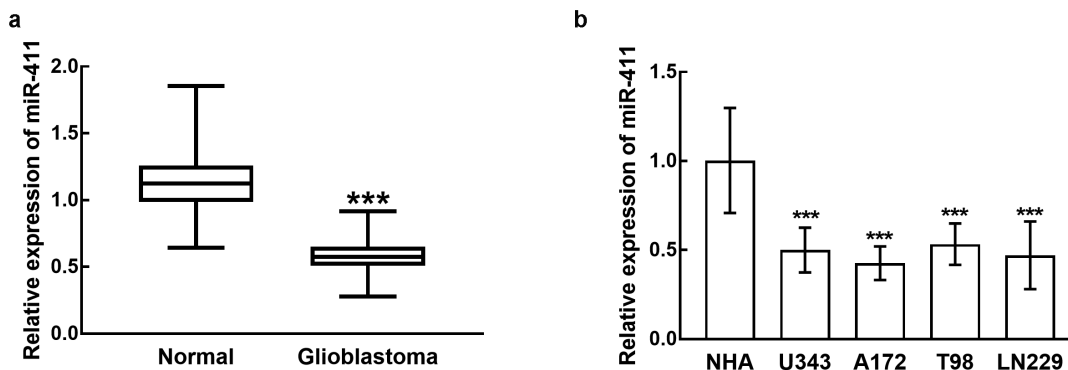 a
Relative expression of miR-411
2.0
1.5
1.0
0.5
0.0
***
Normal
Glioblastoma
b
Relative expression of miR-411
1.5
1.0
0.5
0.0
***
***
***
***
NHA
U343
A172
T98
LN229